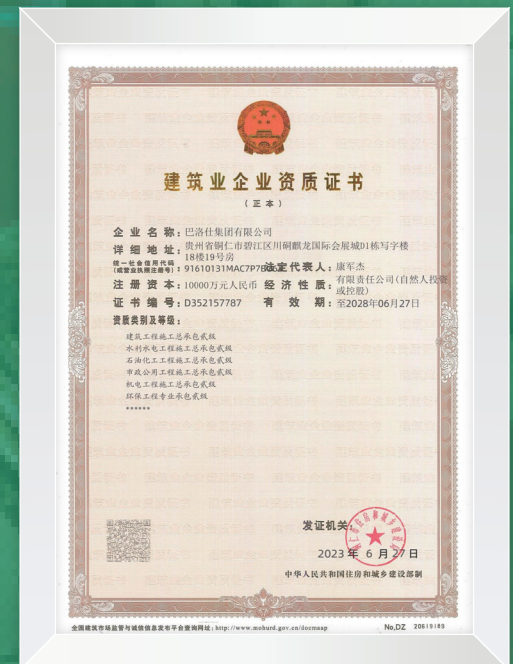 建筑业企业资质证书
（正本）
企业名称：巴洛仕集团有限公司
详细地址：贵州省铜仁市碧江区川硐麒龙国际会展城D1栋写字楼
18楼19号房
统一社会信用代码
（或营业执照注册号）：91610131MAC7P7B 法定代表人：康军杰
注册资本：10000万元人民币 经济性质：有限责任公司(自然人投资
或控股)
证书编号：D352157787 有效期：至2028年06月27日
资质类别及等级：
建筑工程施工总承包贰级
水利水电工程施工总承包贰级
石油化工工程施工总承包贰级
市政公用工程施工总承包贰级
机电工程施工总承包贰级
环保工程专业承包贰级
******
发证机关：
2023年6月27日
中华人民共和国住房和城乡建设部制
全国建筑市场监管与诚信信息发布平台查询网址：http://www.mohurd.gov.cn/docmaap
No.DZ 20619189